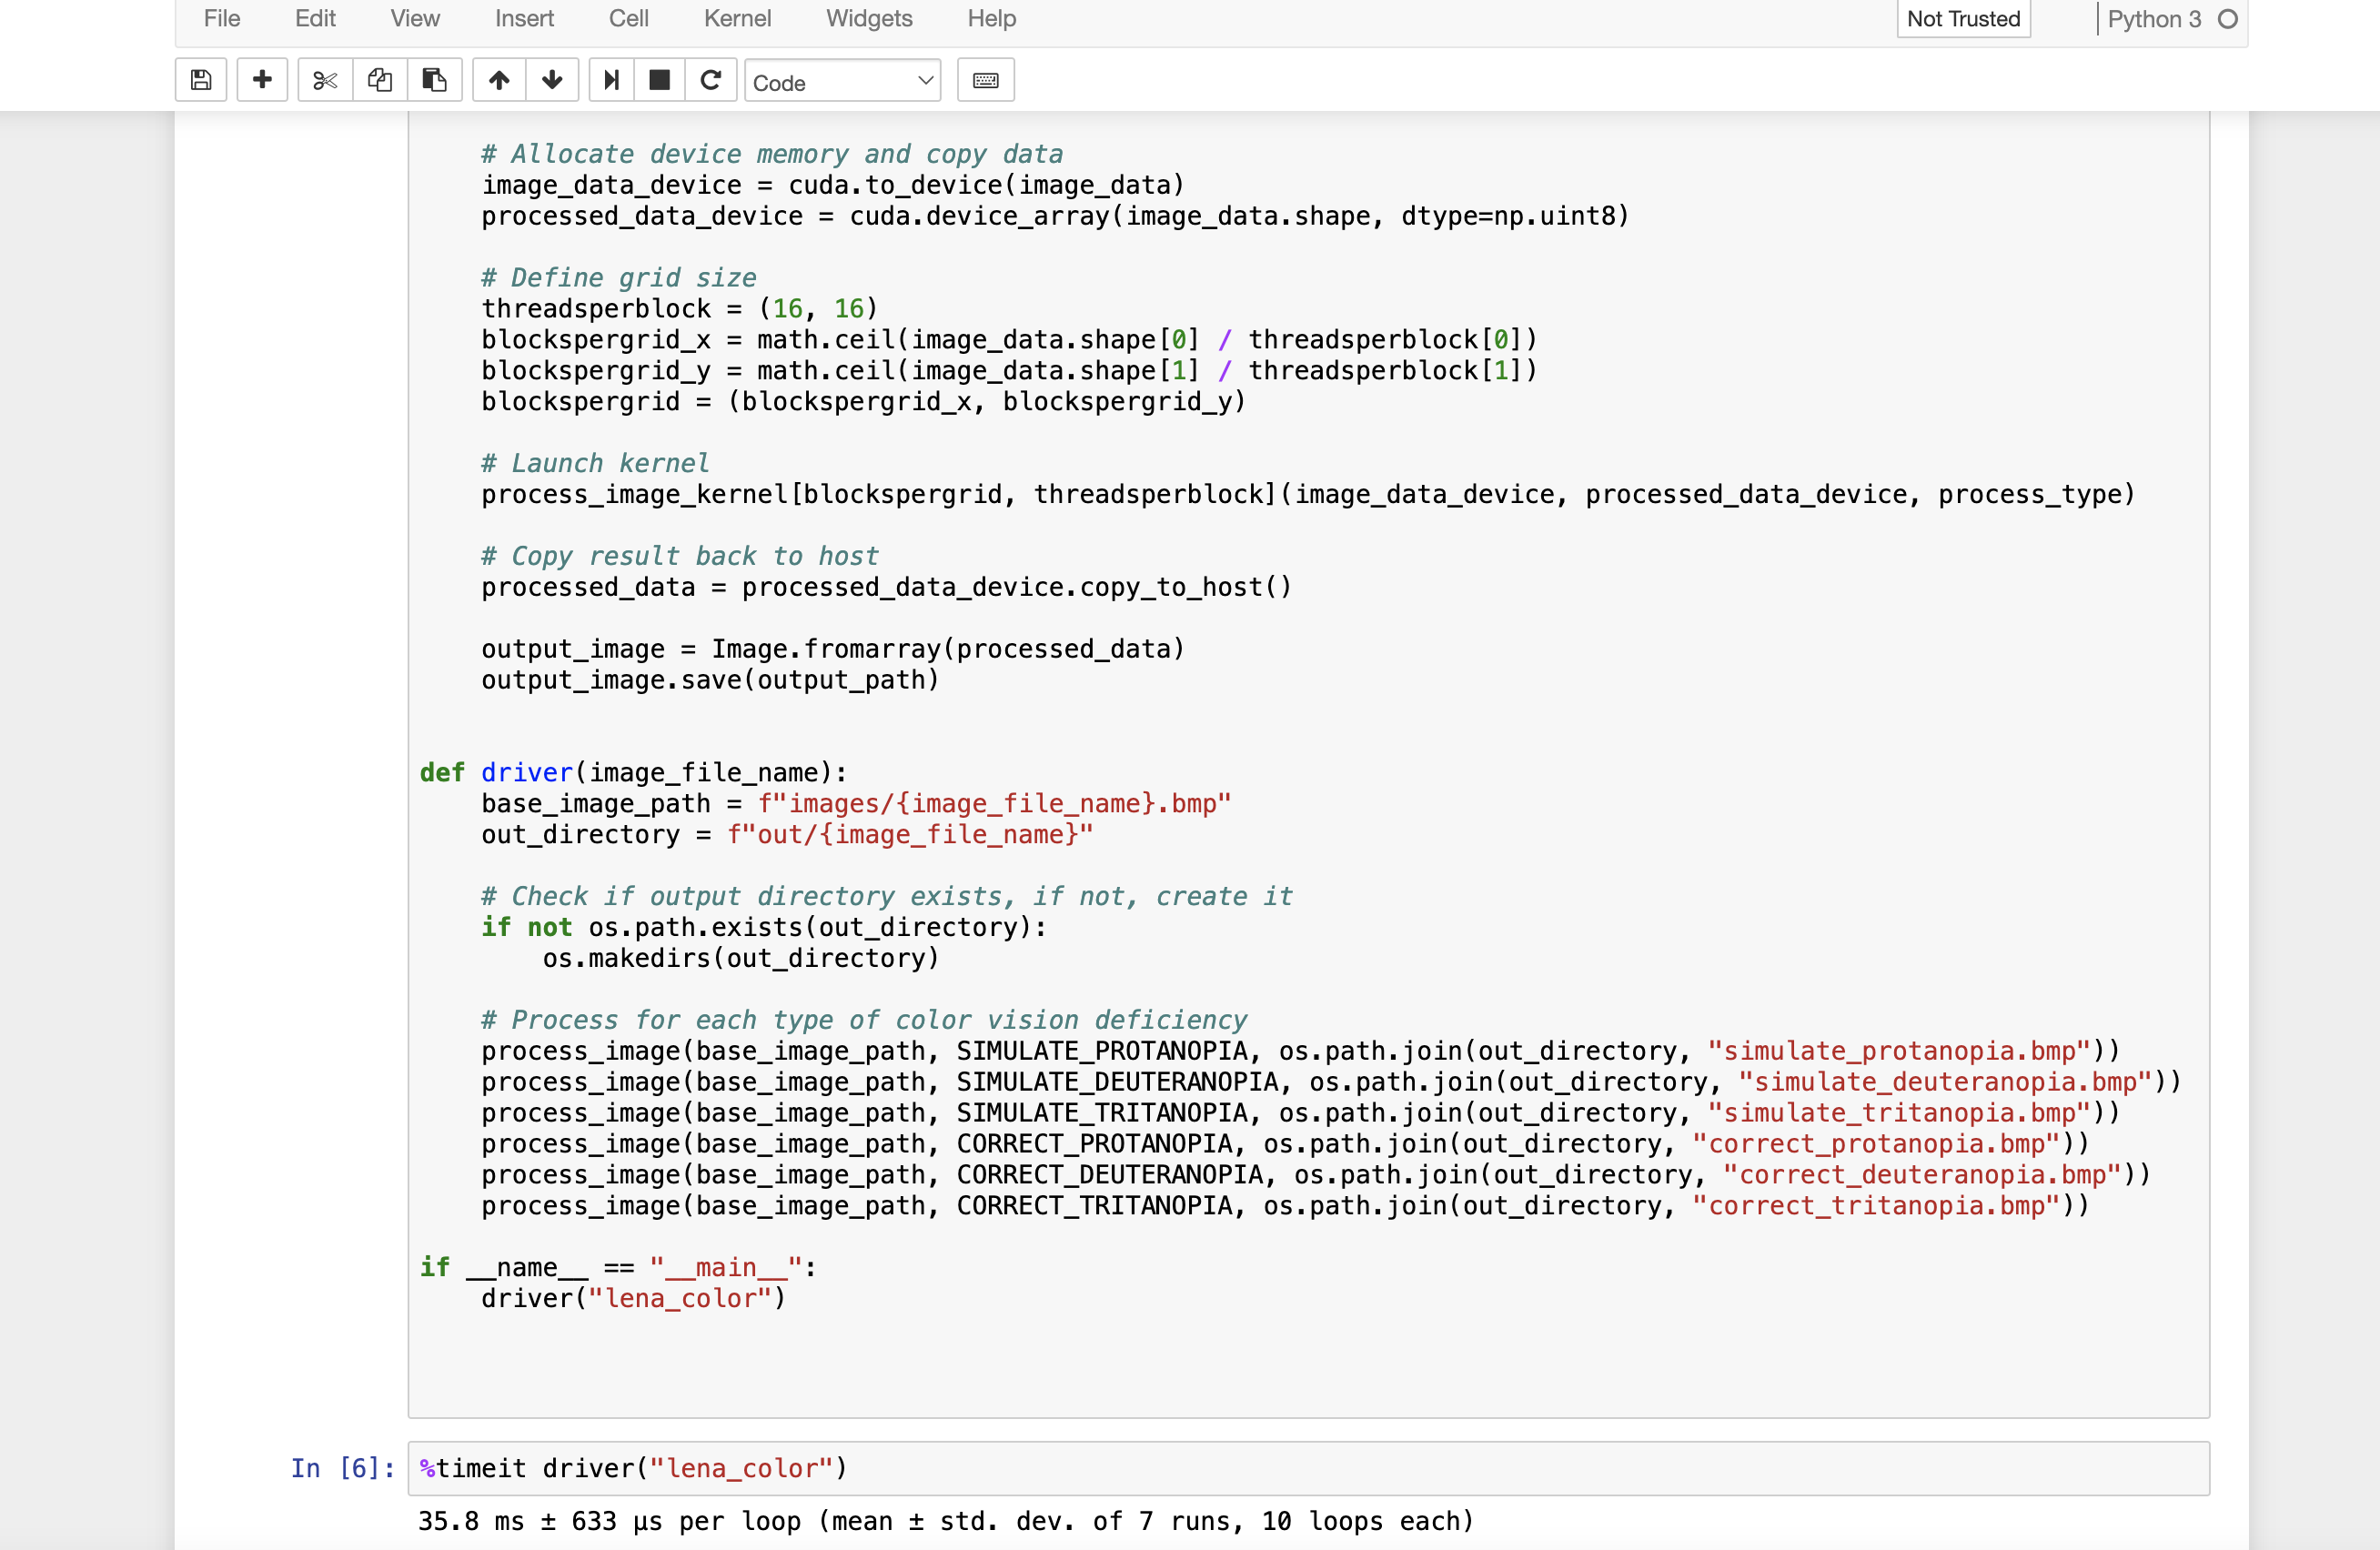 File Edit View Insert Cell Kernel Widgets Help Not Trusted Python 3
Code
# Allocate device memory and copy data
image_data_device = cuda.to_device(image_data)
processed_data_device = cuda.device_array(image_data.shape, dtype=np.uint8)
# Define grid size
threadsperblock = (16, 16)
blockspergrid_x = math.ceil(image_data.shape[0] / threadsperblock[0])
blockspergrid_y = math.ceil(image_data.shape[1] / threadsperblock[1])
blockspergrid = (blockspergrid_x, blockspergrid_y)
# Launch kernel
process_image_kernel[blockspergrid, threadsperblock](image_data_device, processed_data_device, process_type)
# Copy result back to host
processed_data = processed_data_device.copy_to_host()
output_image = Image.fromarray(processed_data)
output_image.save(output_path)
def driver(image_file_name):
base_image_path = f"images/{image_file_name}.bmp"
out_directory = f"out/{image_file_name}"
# Check if output directory exists, if not, create it
if not os.path.exists(out_directory):
os.makedirs(out_directory)
# Process for each type of color vision deficiency
process_image(base_image_path, SIMULATE_PROTANOPIA, os.path.join(out_directory, "simulate_protanopia.bmp"))
process_image(base_image_path, SIMULATE_DEUTERANOPIA, os.path.join(out_directory, "simulate_deuteranopia.bmp"))
process_image(base_image_path, SIMULATE_TRITANOPIA, os.path.join(out_directory, "simulate_tritanopia.bmp"))
process_image(base_image_path, CORRECT_PROTANOPIA, os.path.join(out_directory, "correct_protanopia.bmp"))
process_image(base_image_path, CORRECT_DEUTERANOPIA, os.path.join(out_directory, "correct_deuteranopia.bmp"))
process_image(base_image_path, CORRECT_TRITANOPIA, os.path.join(out_directory, "correct_tritanopia.bmp"))
if __name__ == "__main__":
driver("lena_color")
In [6]: %timeit driver("lena_color")
35.8 ms ± 633 µs per loop (mean ± std. dev. of 7 runs, 10 loops each)